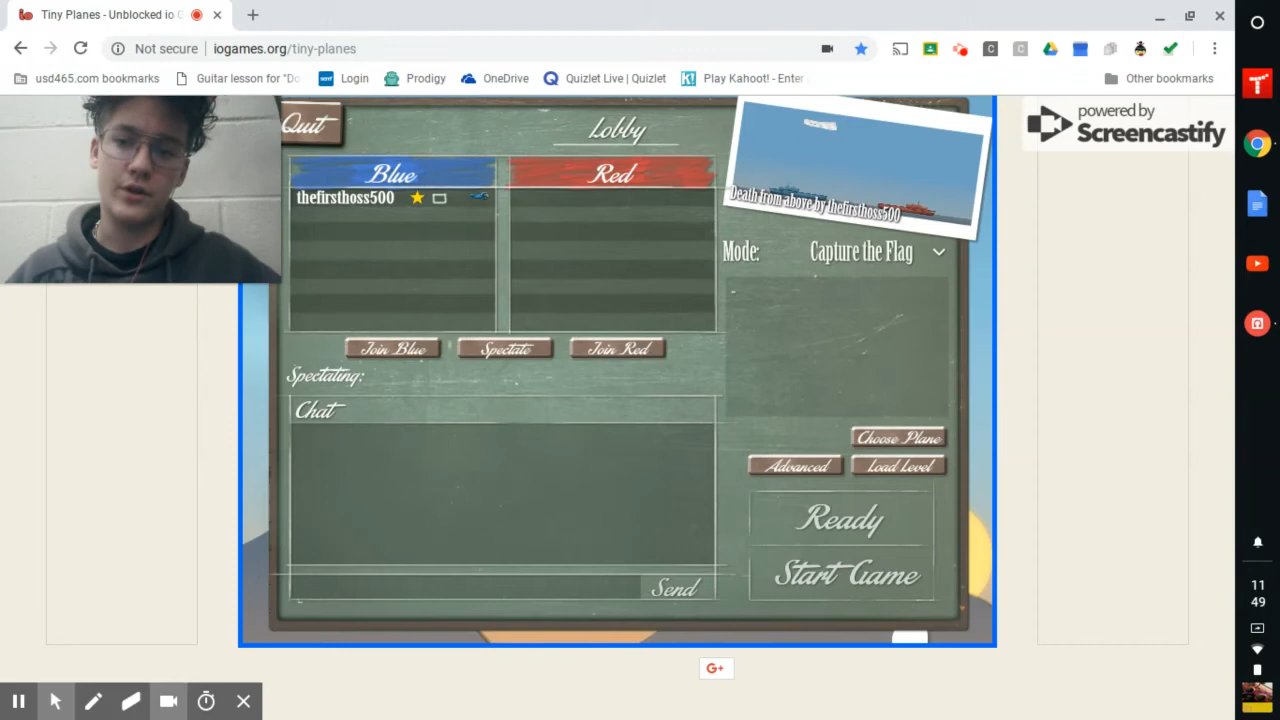 Tiny Planes - Unblocked io G
Not secure
iogames.org/tiny-planes
usd465.com bookmarks
Guitar lesson for "Do
Login
Prodigy
OneDrive
Quizlet Live | Quizlet
Play Kahoot! - Enter
Other bookmarks
powered by
Screencastify
Quit
Lobby
Blue
Red
thefirsthoss500
Death from above by thefirsthoss500
Mode:
Capture the Flag
Join Blue
Spectate
Join Red
Spectating:
Chat
Choose Plane
Advanced
Load Level
Ready
Start Game
Send
G+
11
49